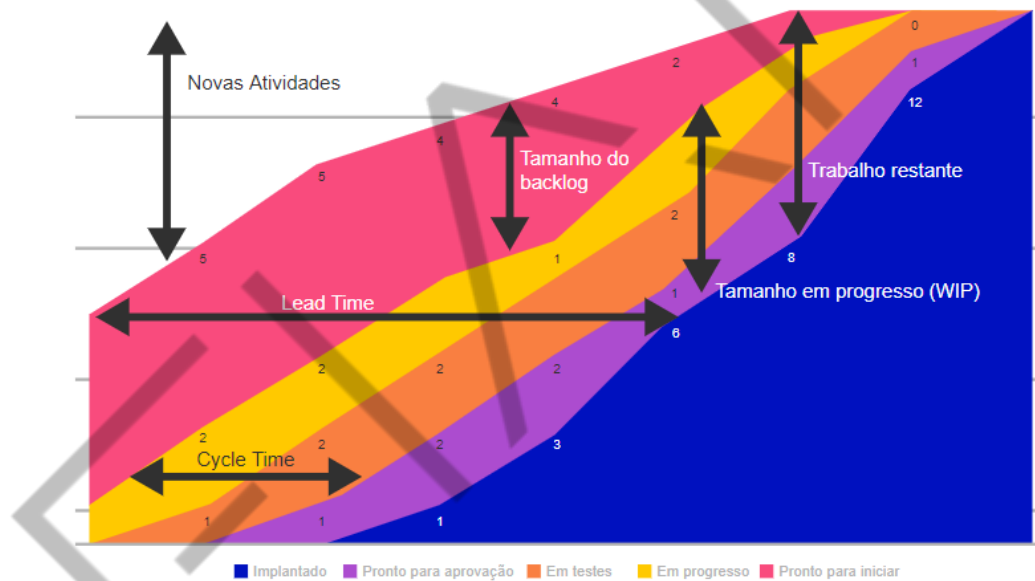 Novas Atividades
0
2
1
4
12
4
Tamanho do
backlog
5
Trabalho restante
2
5
1
8
Tamanho em progresso (WIP)
1
Lead Time
6
2
2
2
2
Cycle Time
2
2
3
1
1
1
Implantado Pronto para aprovação Em testes Em progresso Pronto para iniciar